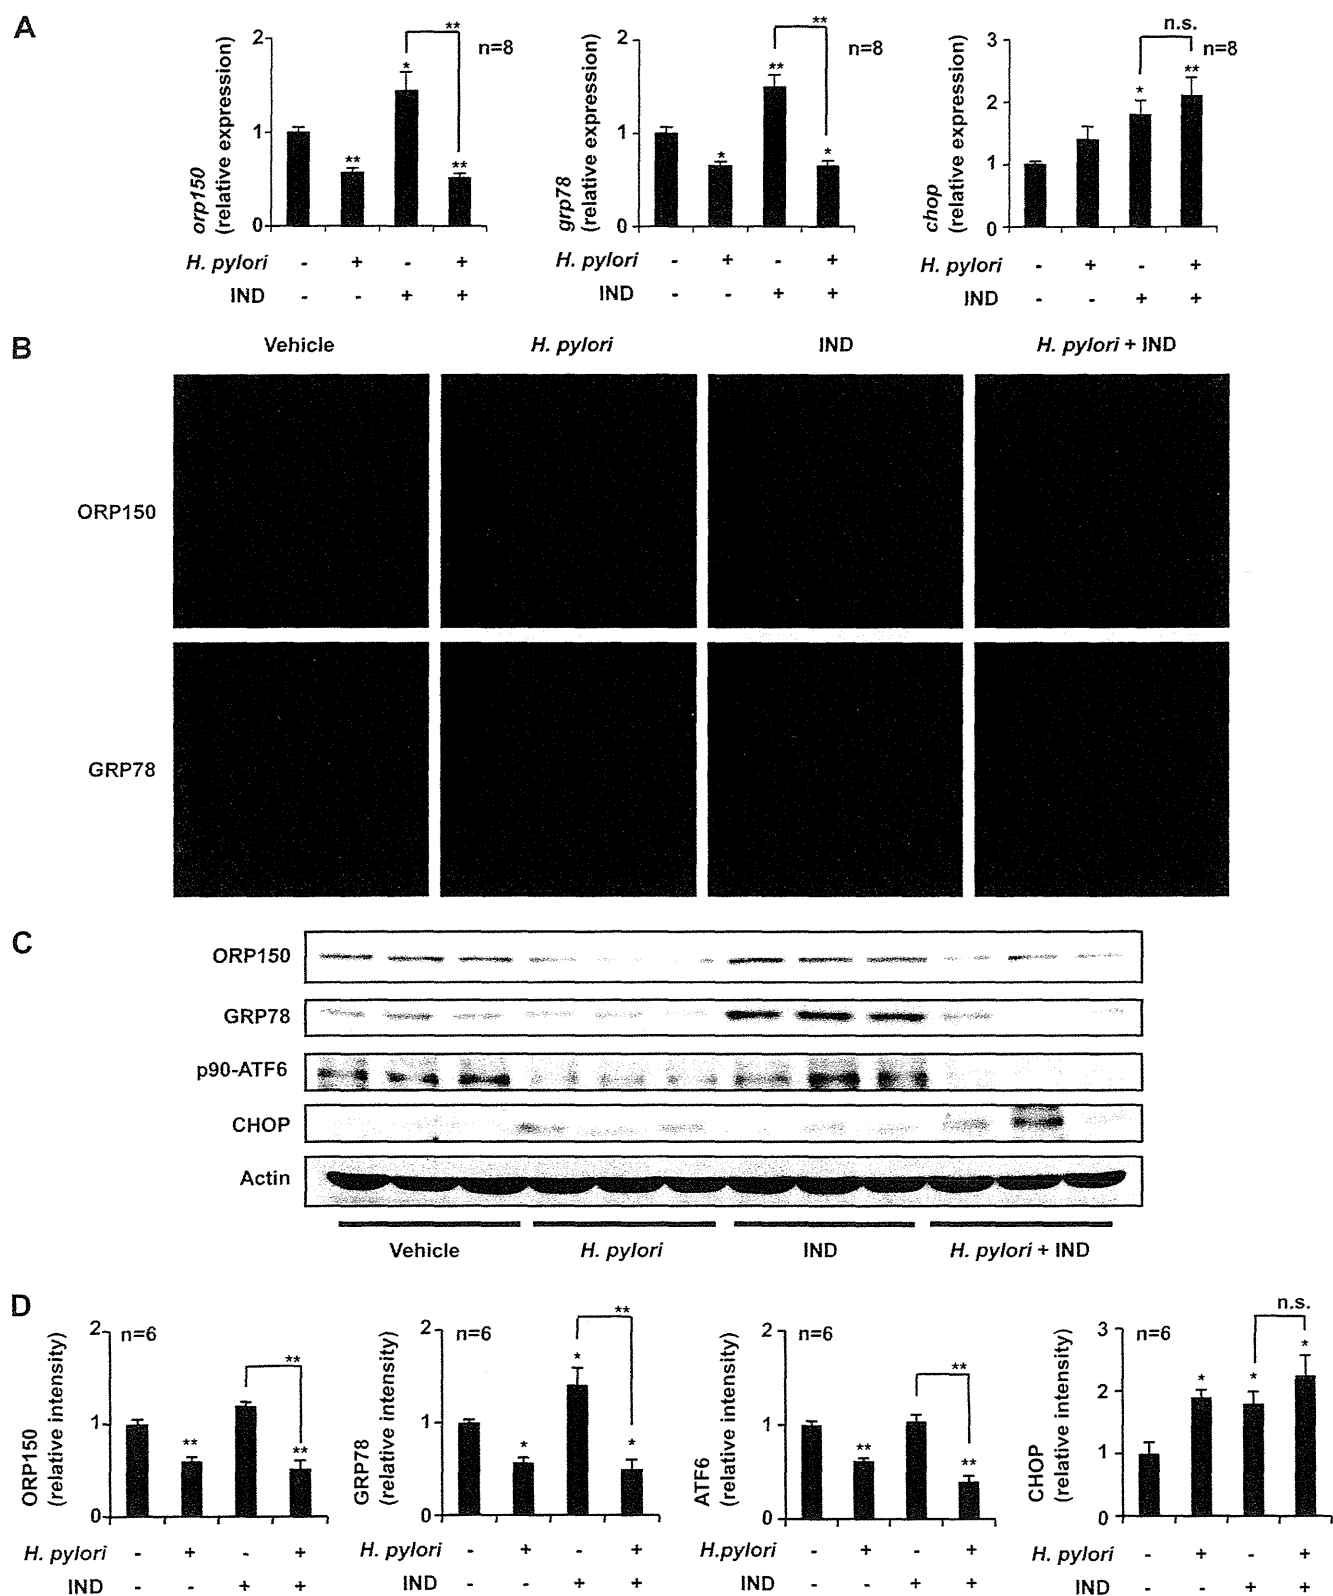 A
orp150
(relative expression)
2
1
0
*
**
**
**
n=8
H. pylori - + - +
IND - - + +
grp78
(relative expression)
2
1
0
*
**
*
**
n=8
H. pylori - + - +
IND - - + +
chop
(relative expression)
3
2
1
0
*
**
n.s.
n=8
H. pylori - + - +
IND - - + +
B
Vehicle H. pylori IND H. pylori + IND
ORP150
GRP78
C
ORP150
GRP78
p90-ATF6
CHOP
Actin
Vehicle H. pylori IND H. pylori + IND
D
ORP150
(relative intensity)
2
1
0
n=6
**
**
**
H. pylori - + - +
IND - - + +
GRP78
(relative intensity)
2
1
0
n=6
*
*
*
**
H. pylori - + - +
IND - - + +
ATF6
(relative intensity)
2
1
0
n=6
**
**
**
H.pylori - + - +
IND - - + +
CHOP
(relative intensity)
3
2
1
0
n=6
*
*
*
n.s.
H. pylori - + - +
IND - - + +